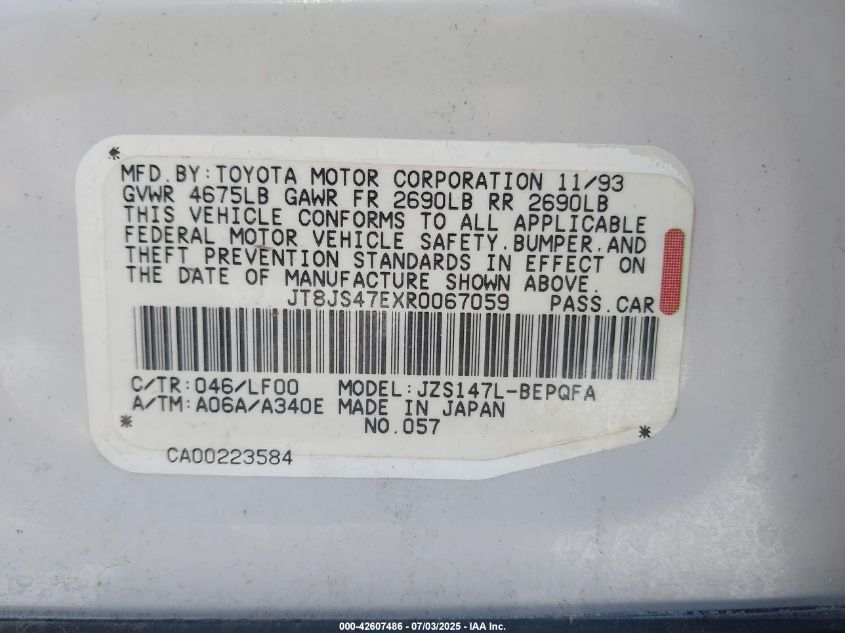 MFD.BY:TOYOTA MOTOR CORPORATION 11/93
GVWR 4675LB GAWR FR 2690LB RR 2690LB
THIS VEHICLE CONFORMS TO ALL APPLICABLE
FEDERAL MOTOR VEHICLE SAFETY,BUMPER,AND
THEFT PREVENTION STANDARDS IN EFFECT ON
THE DATE OF MANUFACTURE SHOWN ABOVE.
JT8JS47EXR0067059 PASS.CAR
C/TR:046/LF00 MODEL:JZS147L-BEPQFA
A/TM:A06A/A340E MADE IN JAPAN
NO.057
CA00223584
000-42607486 - 07/03/2025 - IAA Inc.